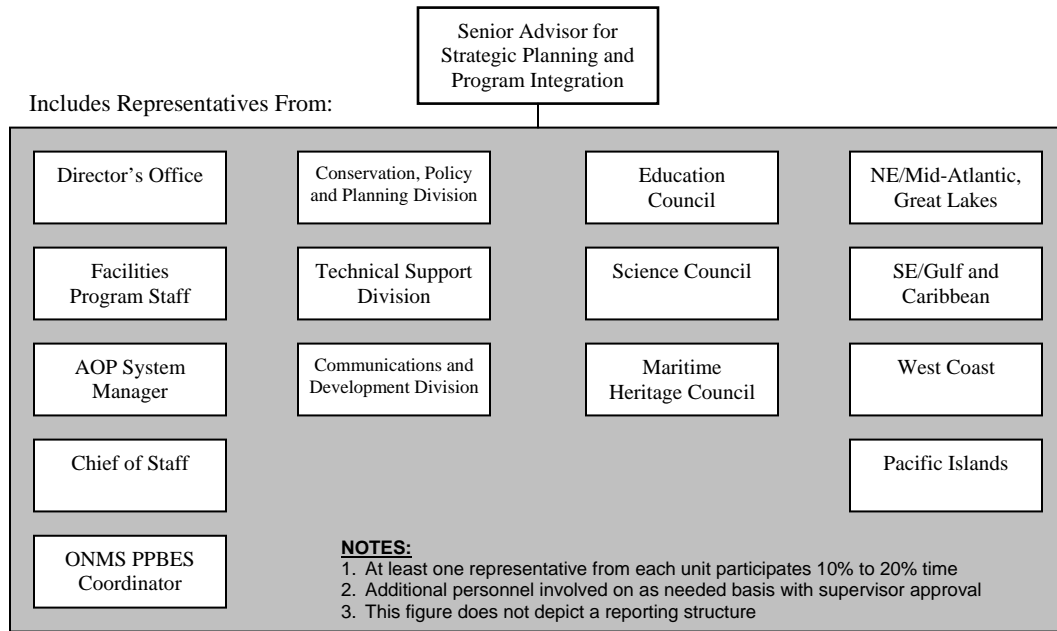 Senior Advisor for
Strategic Planning and
Program Integration
Includes Representatives From:
Director’s Office
Facilities
Program Staff
AOP System
Manager
Chief of Staff
ONMS PPBES
Coordinator
Conservation, Policy
and Planning Division
Technical Support
Division
Communications and
Development Division
Education
Council
Science Council
Maritime
Heritage Council
NE/Mid-Atlantic,
Great Lakes
SE/Gulf and
Caribbean
West Coast
Pacific Islands
NOTES:
1. At least one representative from each unit participates 10% to 20% time
2. Additional personnel involved on as needed basis with supervisor approval
3. This figure does not depict a reporting structure